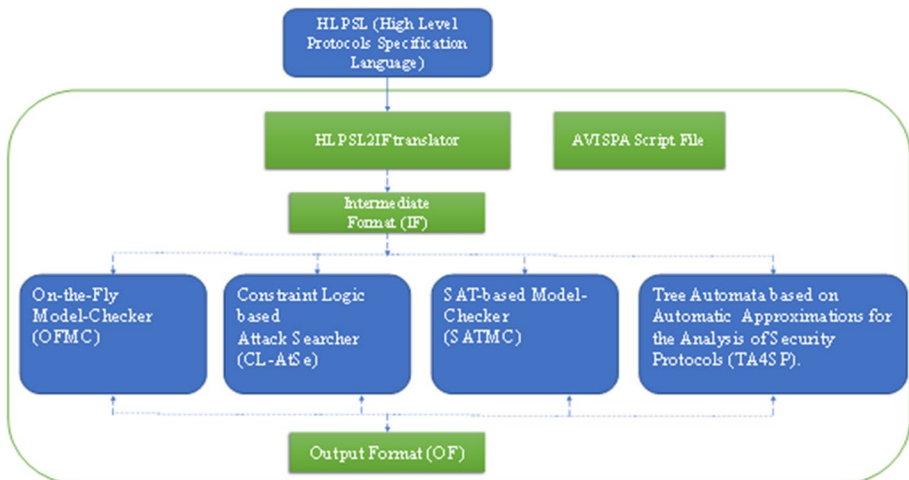 HLPSL (High Level
Protocols Specification
Language)
HLPSL2IF translator
AVISPA Script File
Intermediate
Format (IF)
On-the-Fly
Model-Checker
(OFMC)
Constraint Logic
based
Attack Searcher
(CL-AtSe)
SAT-based Model-
Checker
(SATMC)
Tree Automata based on
Automatic Approximations for
the Analysis of Security
Protocols (TA4SP).
Output Format (OF)